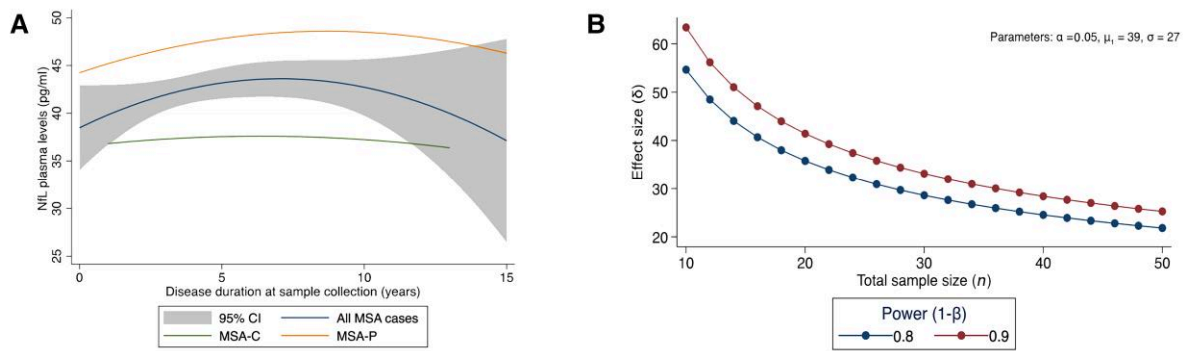 A
NfL plasma levels (pg/ml)
50
45
40
35
30
25
0
5
10
15
Disease duration at sample collection (years)
95% CI
All MSA cases
MSA-C
MSA-P
B
Parameters: α =0.05, μ₁ = 39, σ = 27
Effect size (δ)
60
50
40
30
20
10
20
30
40
50
Total sample size (n)
Power (1-β)
0.8
0.9